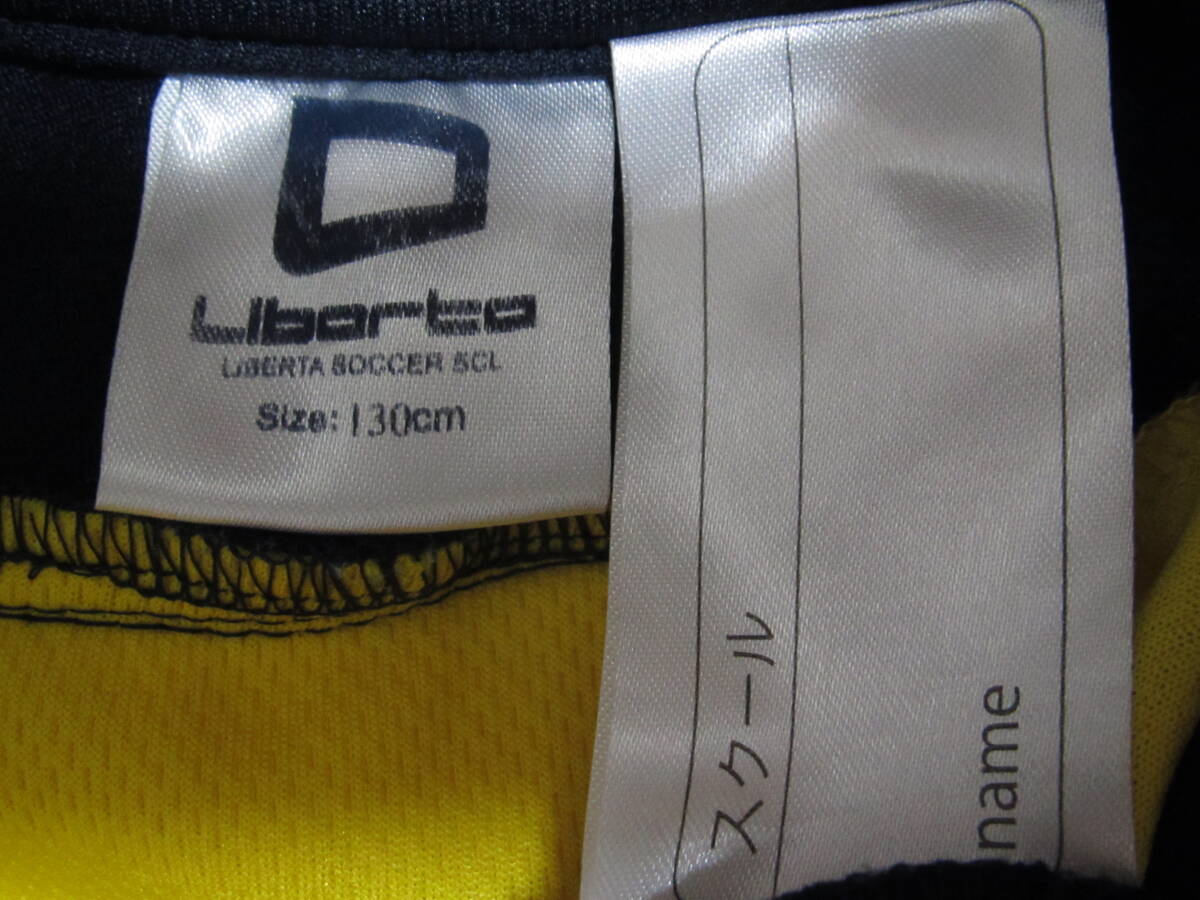 Liberta
LIBERTA SOCCER SCL
Size: 130cm
スクール
name